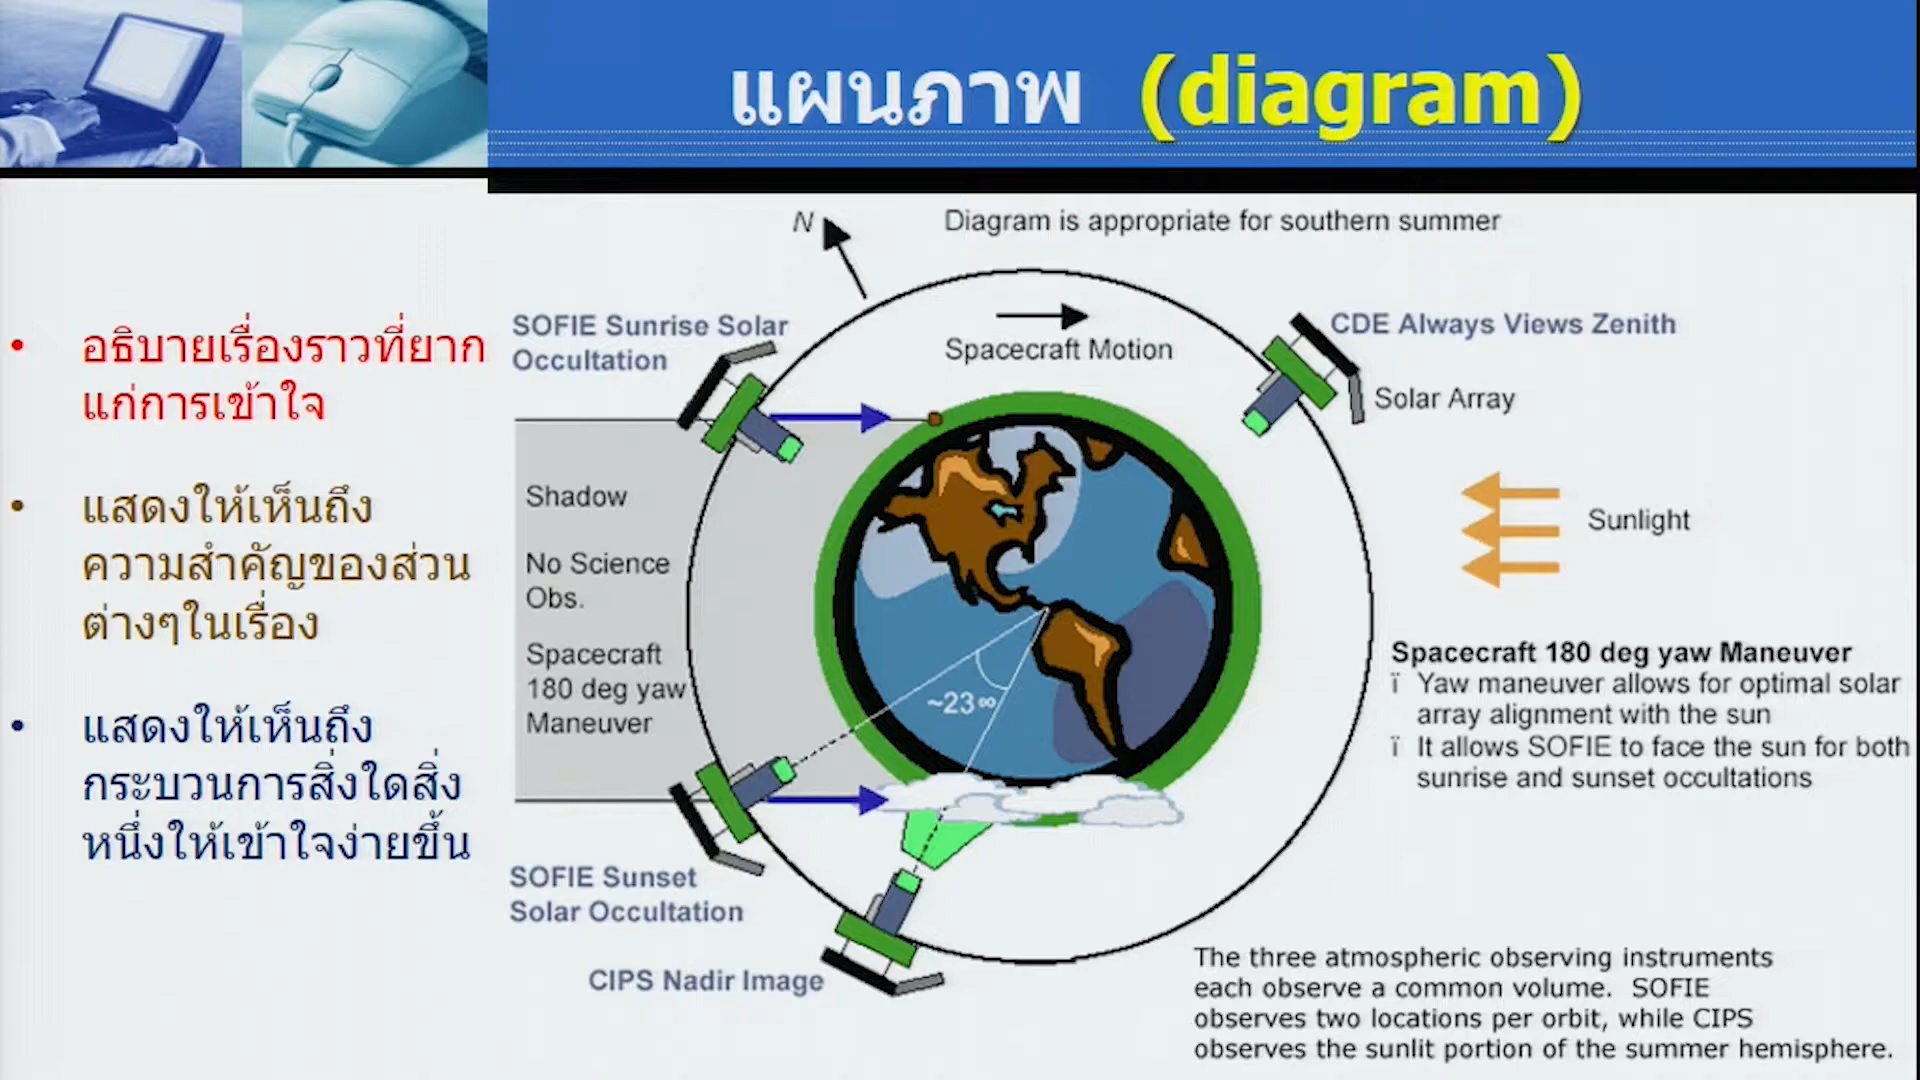 แผนภาพ (diagram)
• อธิบายเรื่องราวที่ยาก
แก่การเข้าใจ
• แสดงให้เห็นถึง
ความสำคัญของส่วน
ต่างๆในเรื่อง
• แสดงให้เห็นถึง
กระบวนการสิ่งใดสิ่ง
หนึ่งให้เข้าใจง่ายขึ้น
N
Diagram is appropriate for southern summer
SOFIE Sunrise Solar
Occultation
Spacecraft Motion
CDE Always Views Zenith
Solar Array
Shadow
No Science
Obs.
Spacecraft
180 deg yaw
Maneuver
Sunlight
~23∞
Spacecraft 180 deg yaw Maneuver
ï Yaw maneuver allows for optimal solar
array alignment with the sun
ï It allows SOFIE to face the sun for both
sunrise and sunset occultations
SOFIE Sunset
Solar Occultation
CIPS Nadir Image
The three atmospheric observing instruments
each observe a common volume. SOFIE
observes two locations per orbit, while CIPS
observes the sunlit portion of the summer hemisphere.